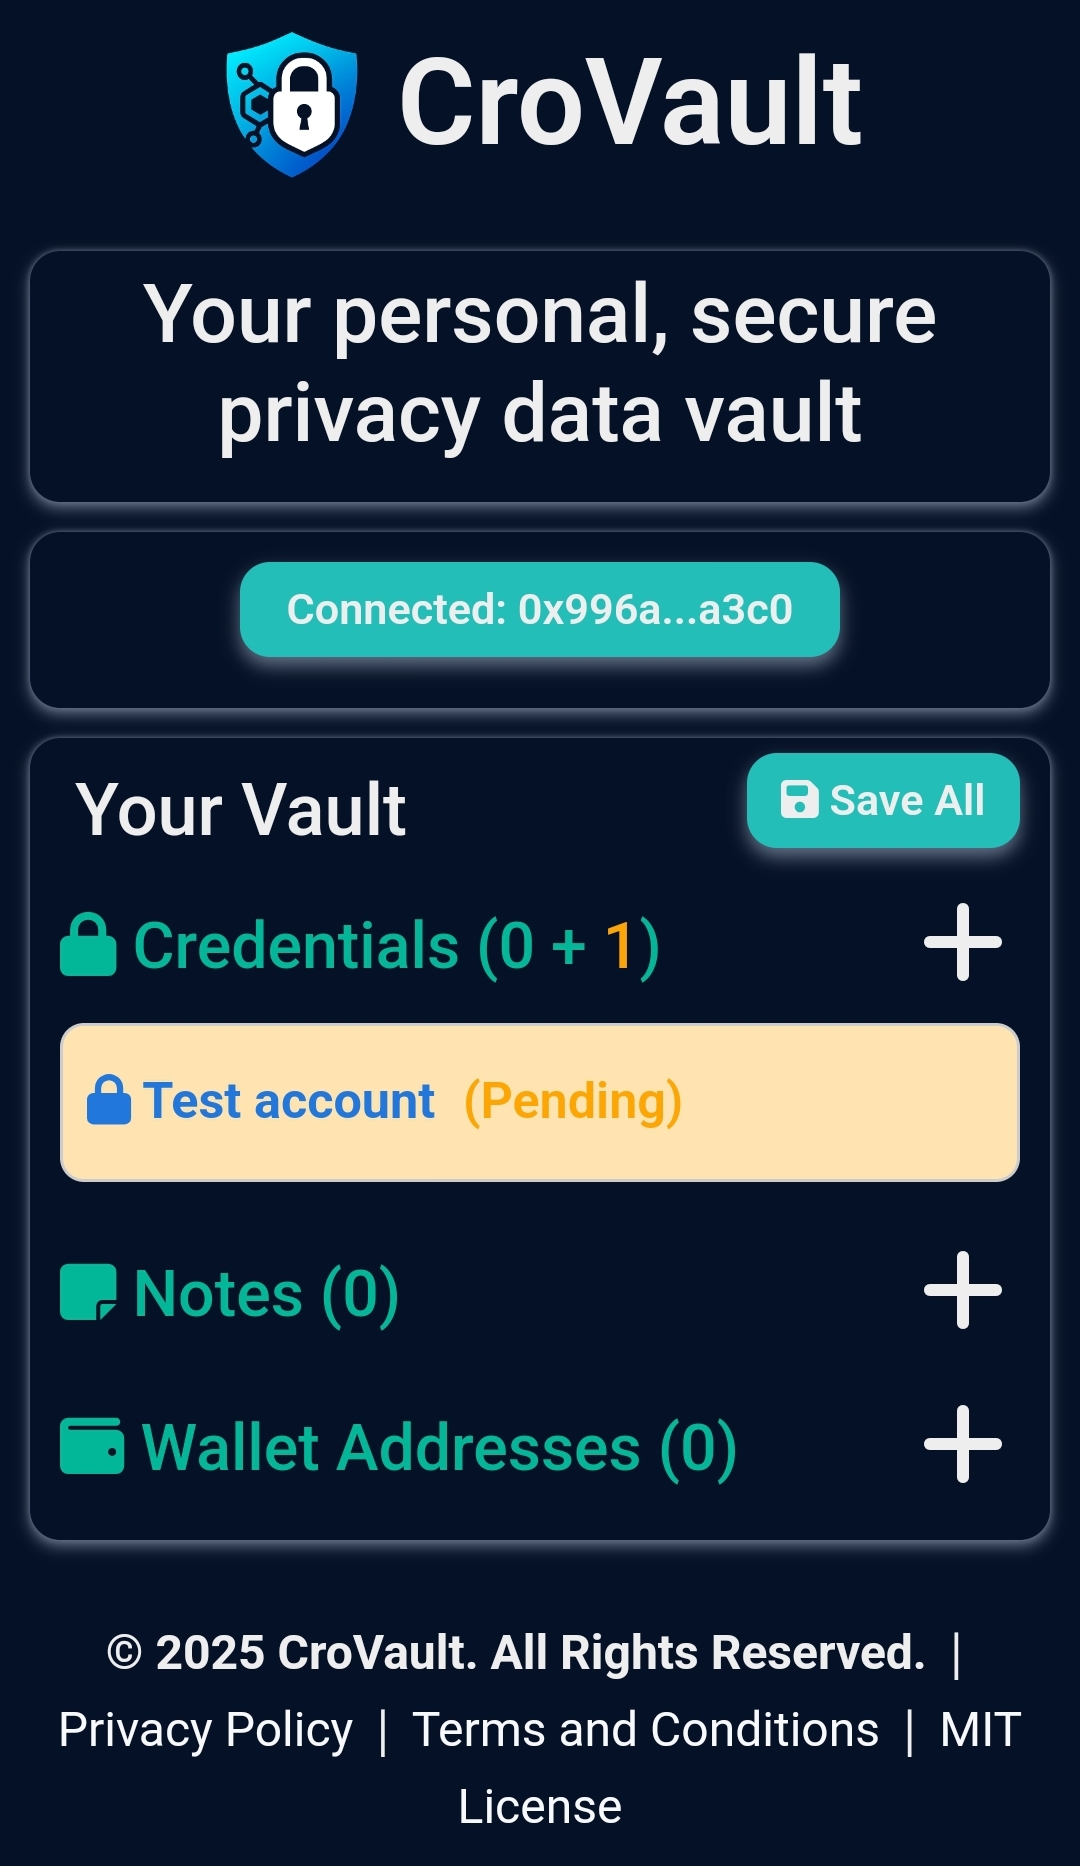 CroVault
Your personal, secure
privacy data vault
Connected: 0x996a...a3c0
Your Vault
Save All
Credentials (0 + 1)
Test account (Pending)
Notes (0)
Wallet Addresses (0)
© 2025 CroVault. All Rights Reserved. |
Privacy Policy | Terms and Conditions | MIT
License